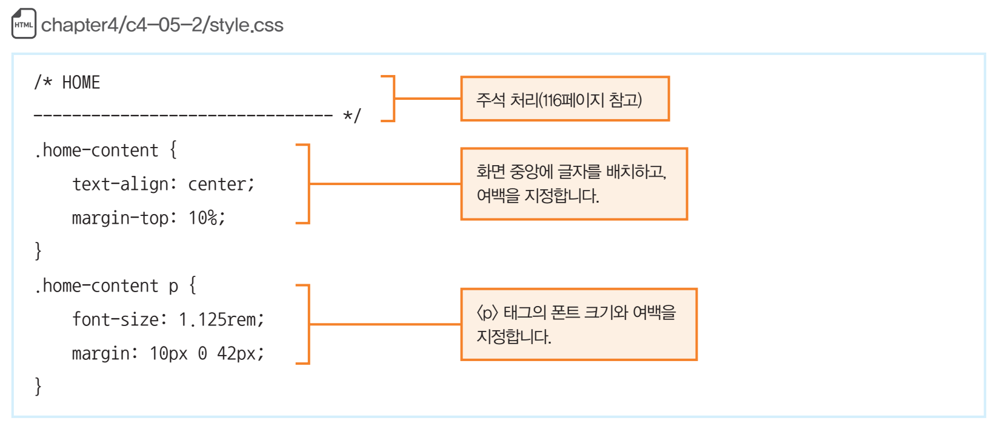 HTML chapter4/c4-05-2/style.css
/* HOME
------------------------------- */
주석 처리(116페이지 참고)
.home-content {
    text-align: center;
    margin-top: 10%;
}
화면 중앙에 글자를 배치하고,
여백을 지정합니다.
.home-content p {
    font-size: 1.125rem;
    margin: 10px 0 42px;
}
〈p〉 태그의 폰트 크기와 여백을
지정합니다.